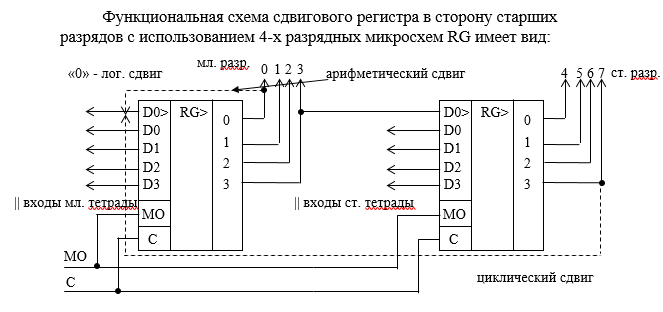 Функциональная схема сдвигового регистра в сторону старших
разрядов с использованием 4-х разрядных микросхем RG имеет вид:
мл. разр. 0 1 2 3
4 5 6 7 ст. разр.
«0» - лог. сдвиг
арифметический сдвиг
D0> RG>
D0> RG>
0
0
D0
D0
D1
1
D1
1
D2
2
D2
2
D3
3
D3
3
|| входы мл. тетрады
|| входы ст. тетрады
МО
МО
С
С
МО
С
циклический сдвиг